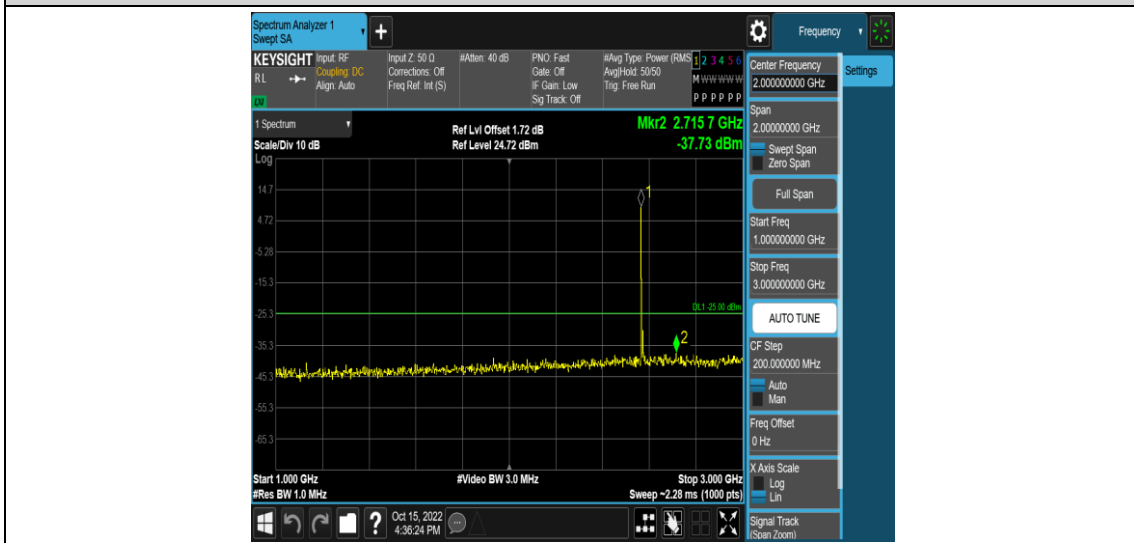 Spectrum Analyzer 1
Swept SA
+
Frequency
KEYSIGHT
RL
Input: RF
Coupling: DC
Align: Auto
Input Z: 50 Ω
Corrections: Off
Freq Ref: Int (S)
#Atten: 40 dB
PNO: Fast
Gate: Off
IF Gain: Low
Sig Track: Off
#Avg Type: Power (RMS
Avg|Hold: 50/50
Trig: Free Run
1 2 3 4 5 6
M W W W W W
P P P P P P
1 Spectrum
Scale/Div 10 dB
Log
Ref Lvl Offset 1.72 dB
Ref Level 24.72 dBm
Mkr2 2.715 7 GHz
-37.73 dBm
14.7
4.72
-5.28
-15.3
-25.3
-35.3
-45.3
-55.3
-65.3
1
DL1 -25.00 dBm
2
Start 1.000 GHz
#Res BW 1.0 MHz
#Video BW 3.0 MHz
Stop 3.000 GHz
Sweep ~2.28 ms (1000 pts)
Center Frequency
2.000000000 GHz
Settings
Span
2.00000000 GHz
Swept Span
Zero Span
Full Span
Start Freq
1.000000000 GHz
Stop Freq
3.000000000 GHz
AUTO TUNE
CF Step
200.000000 MHz
Auto
Man
Freq Offset
0 Hz
X Axis Scale
Log
Lin
Signal Track
(Span Zoom)
?
Oct 15, 2022
4:36:24 PM